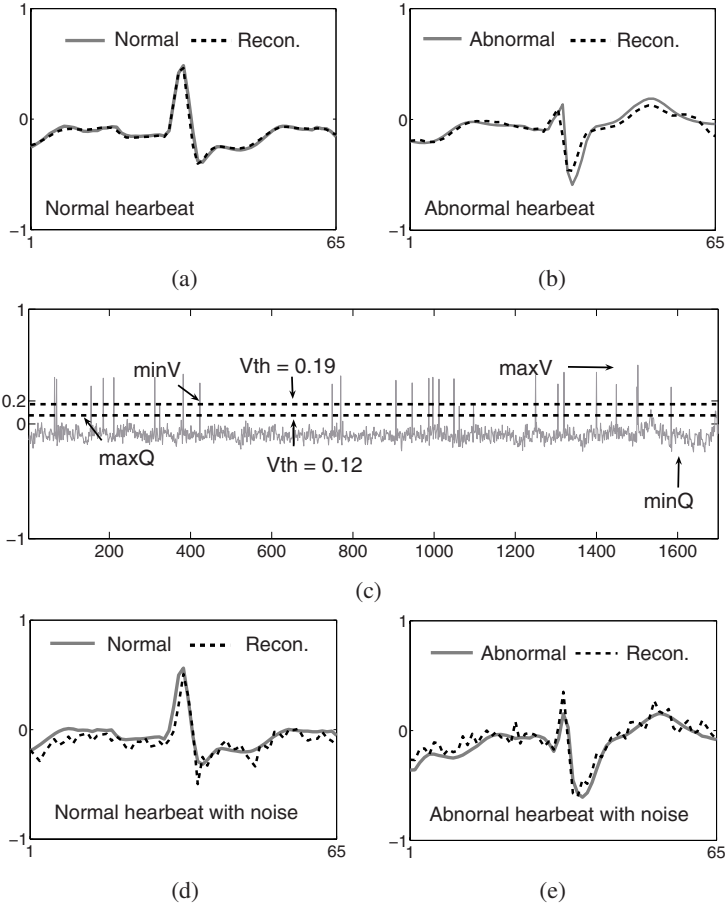 1
Normal Recon.
0
Normal hearbeat
−1
1 65
(a)
1
Abnormal Recon.
0
Abnormal hearbeat
−1
1 65
(b)
1
minV
Vth = 0.19
maxV
0.2
0
maxQ
Vth = 0.12
minQ
−1
200 400 600 800 1000 1200 1400 1600
(c)
1
Normal Recon.
0
Normal hearbeat with noise
−1
1 65
(d)
1
Abnormal Recon.
0
Abnornal hearbeat with noise
−1
1 65
(e)